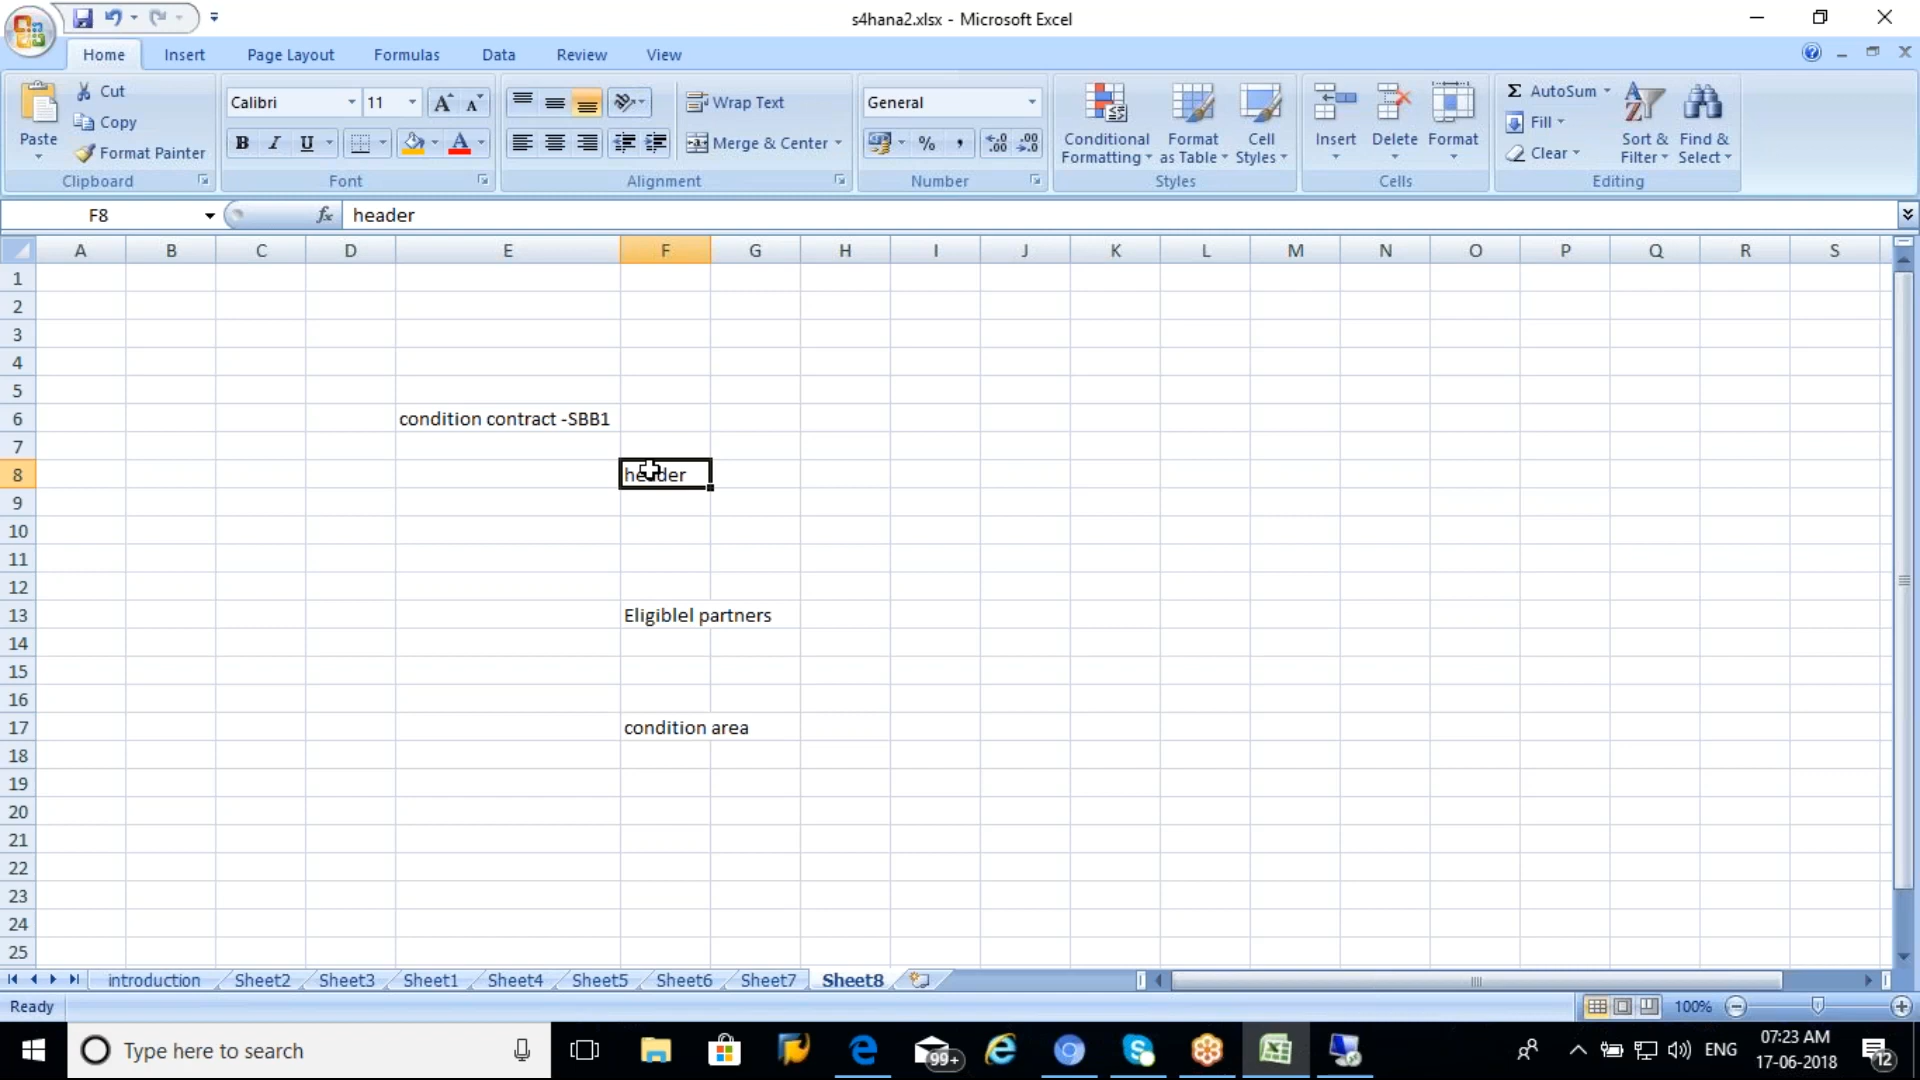 s4hana2.xlsx - Microsoft Excel
Home Insert Page Layout Formulas Data Review View
Paste
Cut
Copy
Format Painter
Clipboard
Calibri 11
B I U
Font
Wrap Text
Merge & Center
Alignment
General
% ,
Number
Conditional Formatting
Format as Table
Cell Styles
Styles
Insert Delete Format
Cells
Σ AutoSum
Fill
Clear
Sort & Filter
Find & Select
Editing
F8 fx header
A B C D E F G H I J K L M N O P Q R S
1
2
3
4
5
6 condition contract -SBB1
7
8 header
9
10
11
12
13 Eligiblel partners
14
15
16
17 condition area
18
19
20
21
22
23
24
25
introduction Sheet2 Sheet3 Sheet1 Sheet4 Sheet5 Sheet6 Sheet7 Sheet8
Ready 100%
Type here to search 99+ ENG 07:23 AM 17-06-2018 12